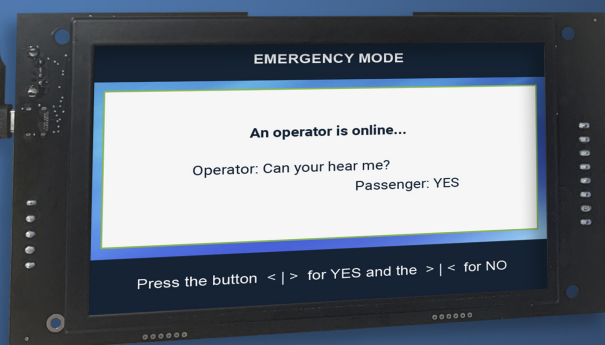 EMERGENCY MODE
An operator is online...
Operator: Can your hear me?
Passenger: YES
Press the button < | > for YES and the > | < for NO